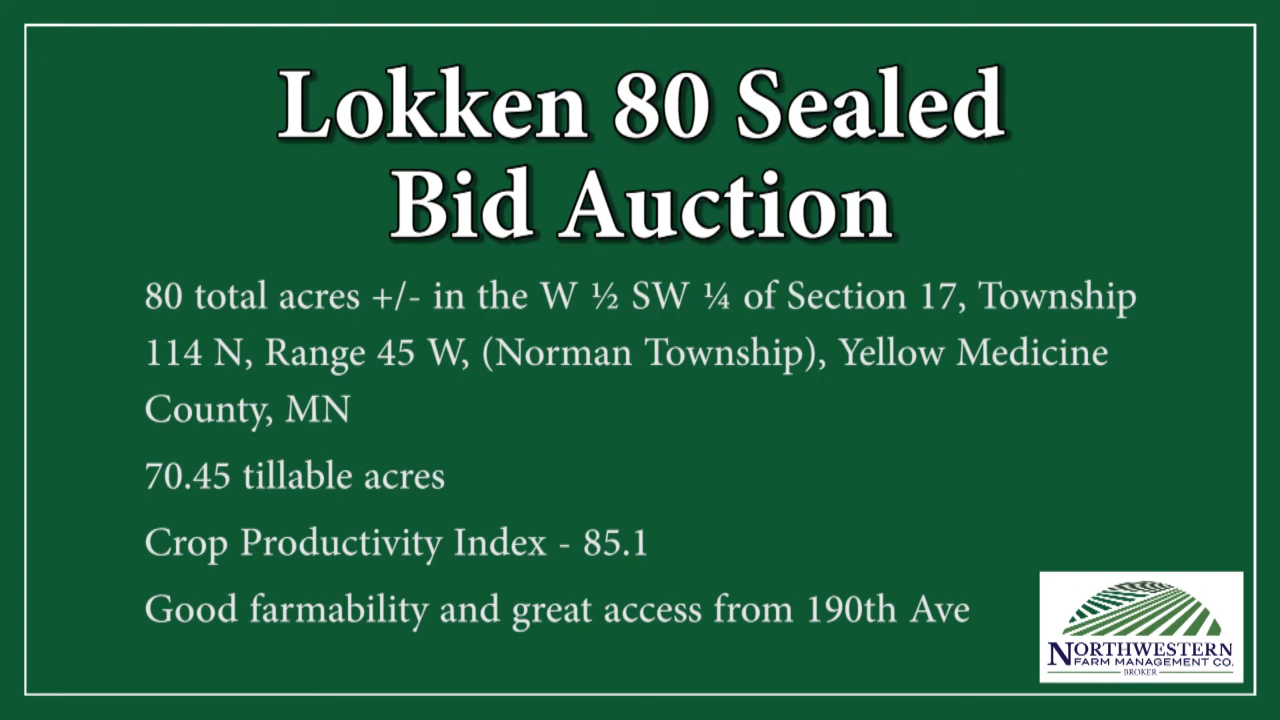 Lokken 80 Sealed
Bid Auction
80 total acres +/- in the W ½ SW ¼ of Section 17, Township
114 N, Range 45 W, (Norman Township), Yellow Medicine
County, MN
70.45 tillable acres
Crop Productivity Index - 85.1
Good farmability and great access from 190th Ave
NORTHWESTERN
FARM MANAGEMENT CO.
BROKER